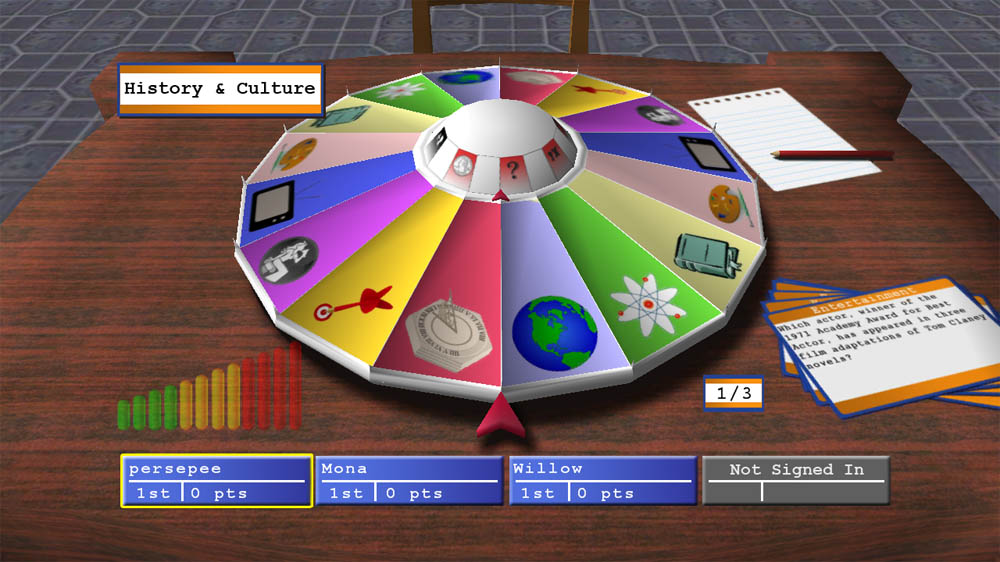 History & Culture
?
Entertainment
Which actor, winner of the
1971 Academy Award for Best
Actor, has appeared in three
film adaptations of Tom Clancy
novels?
1/3
persepee
1st 0 pts
Mona
1st 0 pts
Willow
1st 0 pts
Not Signed In